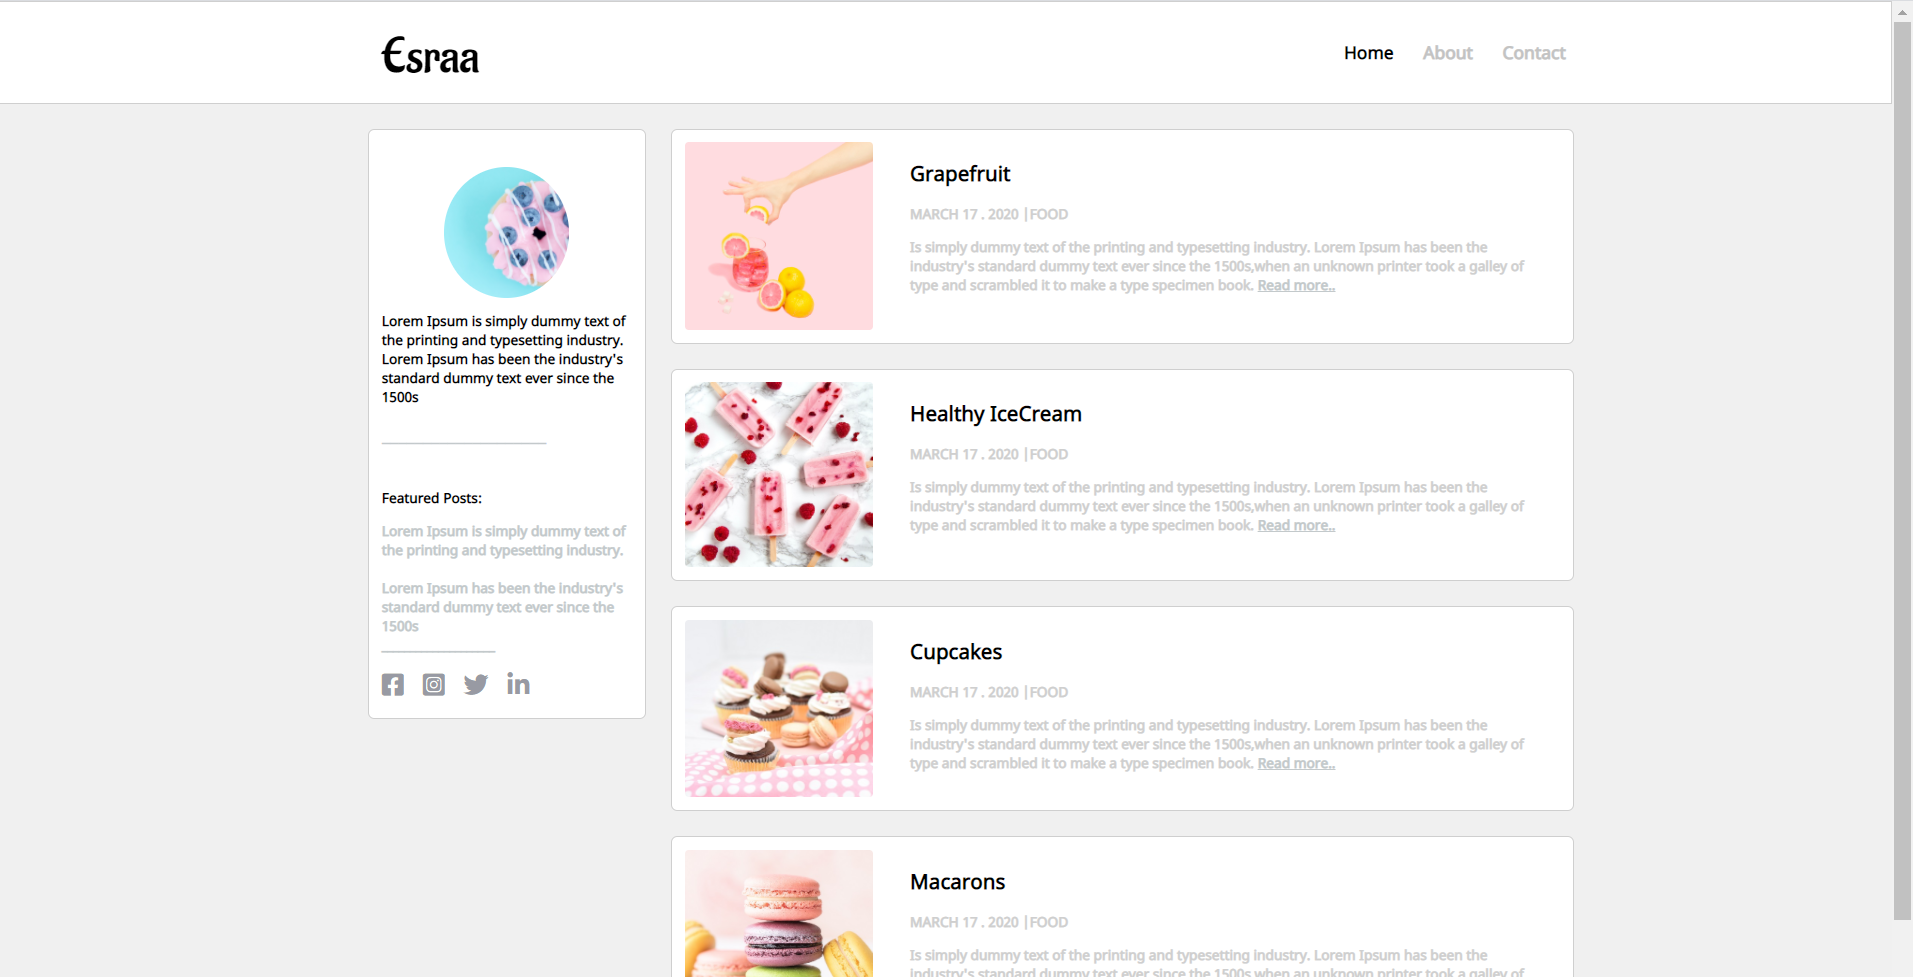 Esraa
Home About Contact
Lorem Ipsum is simply dummy text of
the printing and typesetting industry.
Lorem Ipsum has been the industry's
standard dummy text ever since the
1500s
Featured Posts:
Lorem Ipsum is simply dummy text of
the printing and typesetting industry.
Lorem Ipsum has been the industry's
standard dummy text ever since the
1500s
Grapefruit
MARCH 17 . 2020 |FOOD
Is simply dummy text of the printing and typesetting industry. Lorem Ipsum has been the
industry's standard dummy text ever since the 1500s,when an unknown printer took a galley of
type and scrambled it to make a type specimen book. Read more..
Healthy IceCream
MARCH 17 . 2020 |FOOD
Is simply dummy text of the printing and typesetting industry. Lorem Ipsum has been the
industry's standard dummy text ever since the 1500s,when an unknown printer took a galley of
type and scrambled it to make a type specimen book. Read more..
Cupcakes
MARCH 17 . 2020 |FOOD
Is simply dummy text of the printing and typesetting industry. Lorem Ipsum has been the
industry's standard dummy text ever since the 1500s,when an unknown printer took a galley of
type and scrambled it to make a type specimen book. Read more..
Macarons
MARCH 17 . 2020 |FOOD
Is simply dummy text of the printing and typesetting industry. Lorem Ipsum has been the
industry's standard dummy text ever since the 1500s,when an unknown printer took a galley of